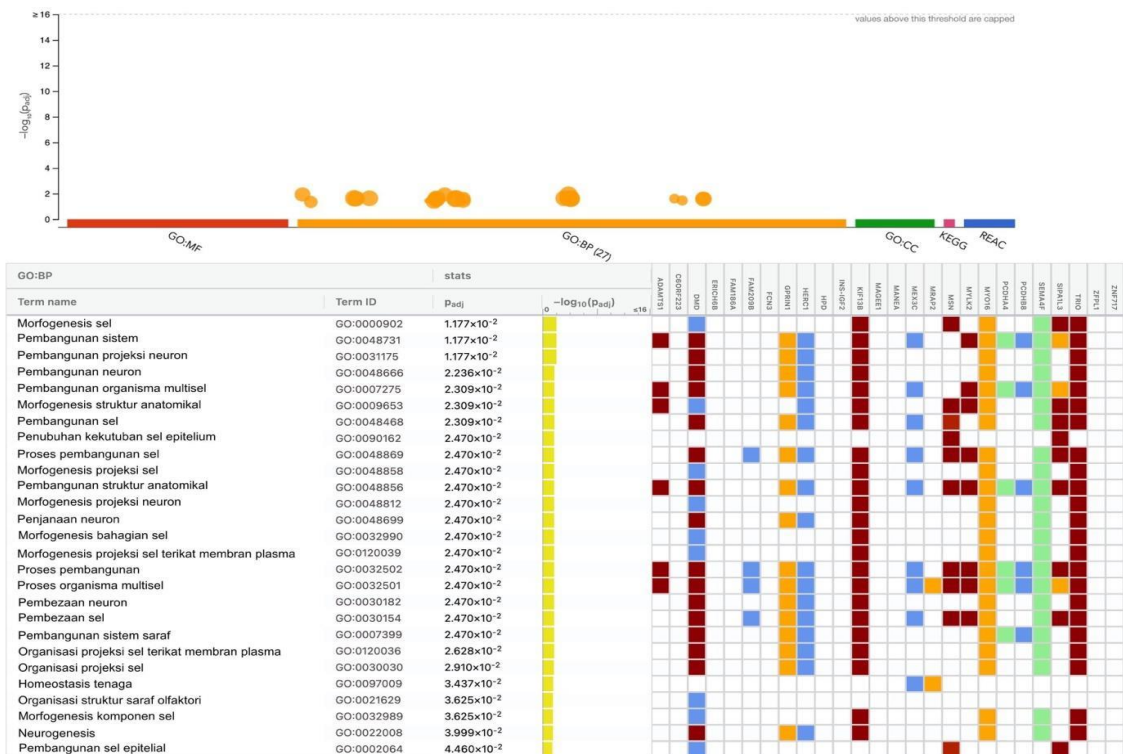 ≥16
values above this threshold are capped
14
12
10
8
6
4
2
0
−log₁₀(p_adj)
GO:MF
GO:BP (27)
GO:CC
KEGG
REAC
GO:BP stats
Term name Term ID p_adj −log₁₀(p_adj)
0 ≤16
ADAMTS1 C6ORF223 DMD ERICH6B FAM186A FAM209B FCN3 GPRIN1 HERC1 HPD INS-IGF2 KIF13B MAGEE1 MANEA MEX3C MRAP2 MSN MYLK2 MYO16 PCDHA4 PCDHB8 SEMA4F SIPA1L3 TRIO ZFPL1 ZNF717
Morfogenesis sel GO:0000902 1.177×10⁻²
Pembangunan sistem GO:0048731 1.177×10⁻²
Pembangunan projeksi neuron GO:0031175 1.177×10⁻²
Pembangunan neuron GO:0048666 2.236×10⁻²
Pembangunan organisma multisel GO:0007275 2.309×10⁻²
Morfogenesis struktur anatomikal GO:0009653 2.309×10⁻²
Pembangunan sel GO:0048468 2.309×10⁻²
Penubuhan kekutuban sel epitelium GO:0090162 2.470×10⁻²
Proses pembangunan sel GO:0048869 2.470×10⁻²
Morfogenesis projeksi sel GO:0048858 2.470×10⁻²
Pembangunan struktur anatomikal GO:0048856 2.470×10⁻²
Morfogenesis projeksi neuron GO:0048812 2.470×10⁻²
Penjanaan neuron GO:0048699 2.470×10⁻²
Morfogenesis bahagian sel GO:0032990 2.470×10⁻²
Morfogenesis projeksi sel terikat membran plasma GO:0120039 2.470×10⁻²
Proses pembangunan GO:0032502 2.470×10⁻²
Proses organisma multisel GO:0032501 2.470×10⁻²
Pembezaan neuron GO:0030182 2.470×10⁻²
Pembezaan sel GO:0030154 2.470×10⁻²
Pembangunan sistem saraf GO:0007399 2.470×10⁻²
Organisasi projeksi sel terikat membran plasma GO:0120036 2.628×10⁻²
Organisasi projeksi sel GO:0030030 2.910×10⁻²
Homeostasis tenaga GO:0097009 3.437×10⁻²
Organisasi struktur saraf olfaktori GO:0021629 3.625×10⁻²
Morfogenesis komponen sel GO:0032989 3.625×10⁻²
Neurogenesis GO:0022008 3.999×10⁻²
Pembangunan sel epitelial GO:0002064 4.460×10⁻²